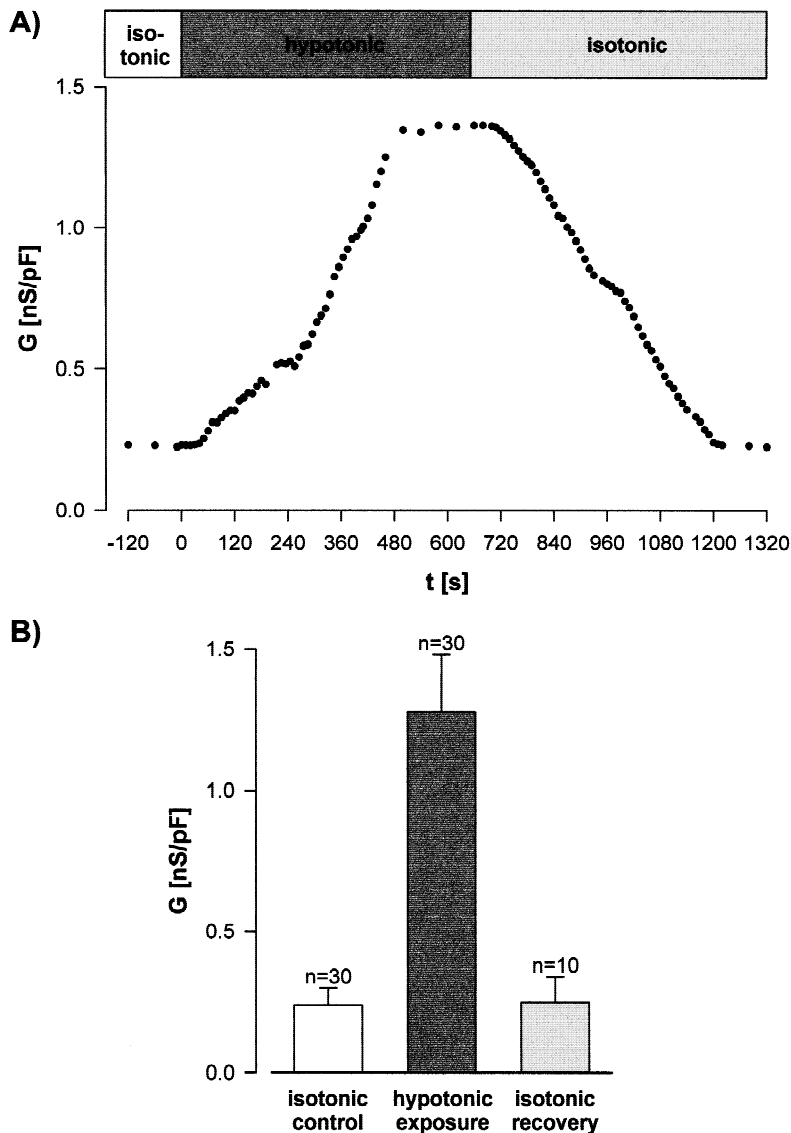 A)
iso-
tonic
hypotonic
isotonic
1.5
1.0
0.5
0.0
G [nS/pF]
-120 0 120 240 360 480 600 720 840 960 1080 1200 1320
t [s]
B)
1.5
1.0
0.5
0.0
G [nS/pF]
n=30
n=30
n=10
isotonic
control
hypotonic
exposure
isotonic
recovery